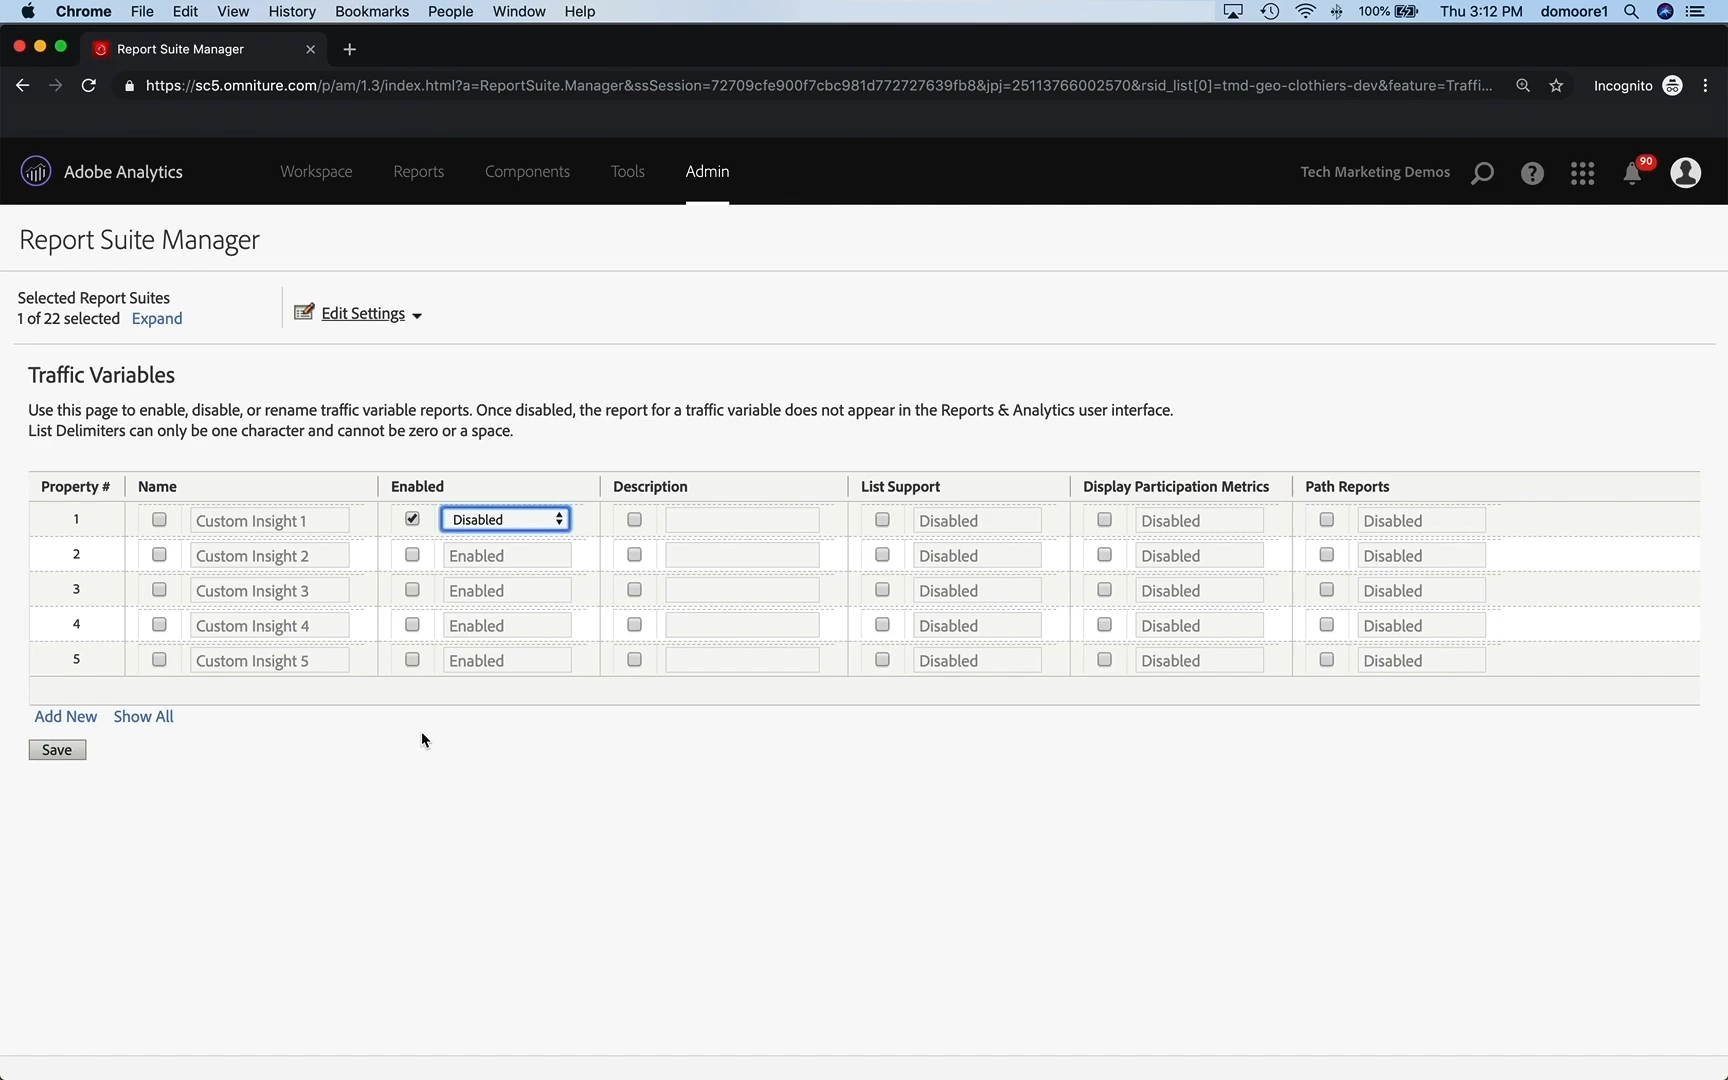 Chrome File Edit View History Bookmarks People Window Help 100% Thu 3:12 PM domoore1
Report Suite Manager
https://sc5.omniture.com/p/am/1.3/index.html?a=ReportSuite.Manager&ssSession=72709cfe900f7cbc981d772727639fb8&jpj=25113766002570&rsid_list[0]=tmd-geo-clothiers-dev&feature=Traffi... Incognito
Adobe Analytics Workspace Reports Components Tools Admin Tech Marketing Demos 90
Report Suite Manager
Selected Report Suites
1 of 22 selected Expand
Edit Settings
Traffic Variables
Use this page to enable, disable, or rename traffic variable reports. Once disabled, the report for a traffic variable does not appear in the Reports & Analytics user interface.
List Delimiters can only be one character and cannot be zero or a space.
Property # Name Enabled Description List Support Display Participation Metrics Path Reports
1 Custom Insight 1 Disabled Disabled Disabled Disabled
2 Custom Insight 2 Enabled Disabled Disabled Disabled
3 Custom Insight 3 Enabled Disabled Disabled Disabled
4 Custom Insight 4 Enabled Disabled Disabled Disabled
5 Custom Insight 5 Enabled Disabled Disabled Disabled
Add New Show All
Save